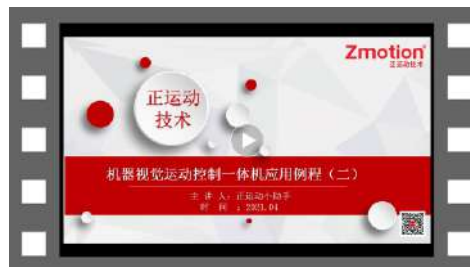 Zmotion
正运动技术
正运动
技术
机器视觉运动控制一体机应用例程（二）
主 讲 人：正运动小助手
时 间 ：2021.04